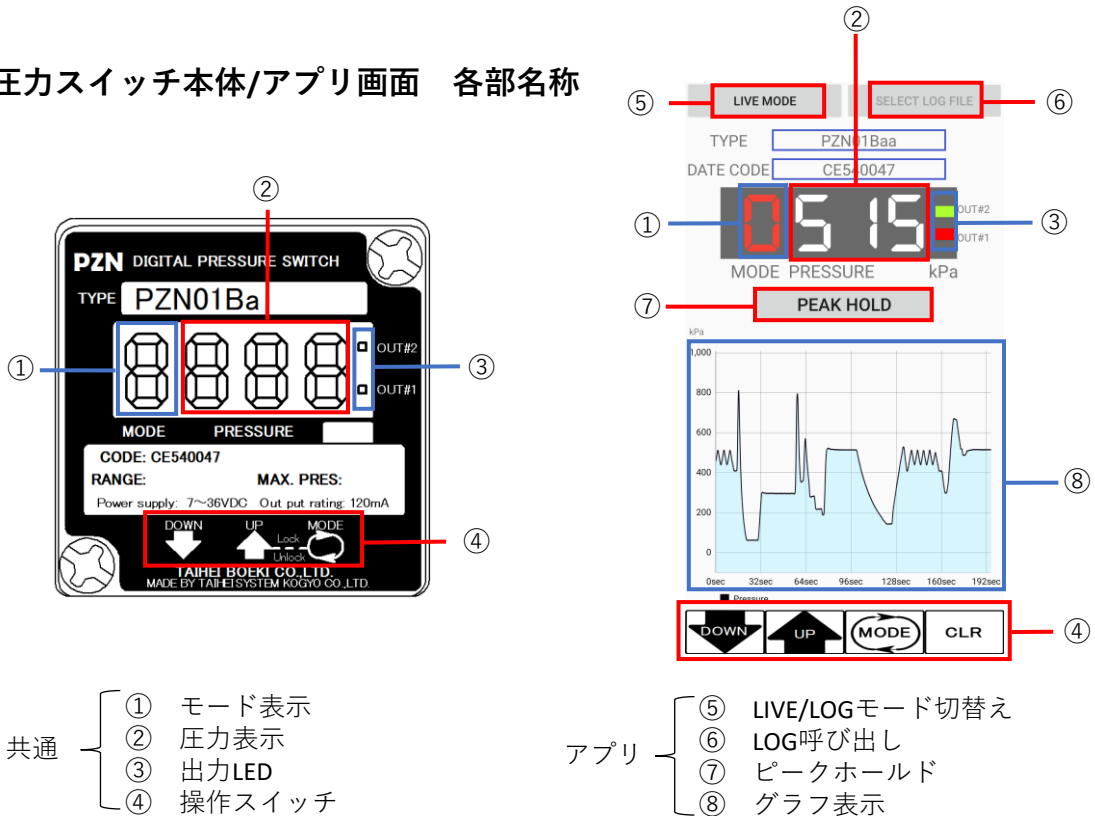 圧力スイッチ本体/アプリ画面　各部名称
②
PZN DIGITAL PRESSURE SWITCH
TYPE PZN01Ba
①
OUT#2
③
OUT#1
MODE PRESSURE
CODE: CE540047
RANGE: MAX. PRES:
Power supply: 7～36VDC Out put rating: 120mA
DOWN UP MODE
Lock
Unlock
④
TAIHEI BOEKI CO.,LTD.
MADE BY TAIHEI SYSTEM KOGYO CO.,LTD.
②
⑤ LIVE MODE SELECT LOG FILE ⑥
TYPE PZN01Baa
DATE CODE CE540047
① 0 515 OUT#2 ③
OUT#1
MODE PRESSURE kPa
⑦ PEAK HOLD
kPa
1,000
800
600
400
⑧
200
0
0sec 32sec 64sec 96sec 128sec 160sec 192sec
Pressure
DOWN UP MODE CLR ④
共通
① モード表示
② 圧力表示
③ 出力LED
④ 操作スイッチ
アプリ
⑤ LIVE/LOGモード切替え
⑥ LOG呼び出し
⑦ ピークホールド
⑧ グラフ表示